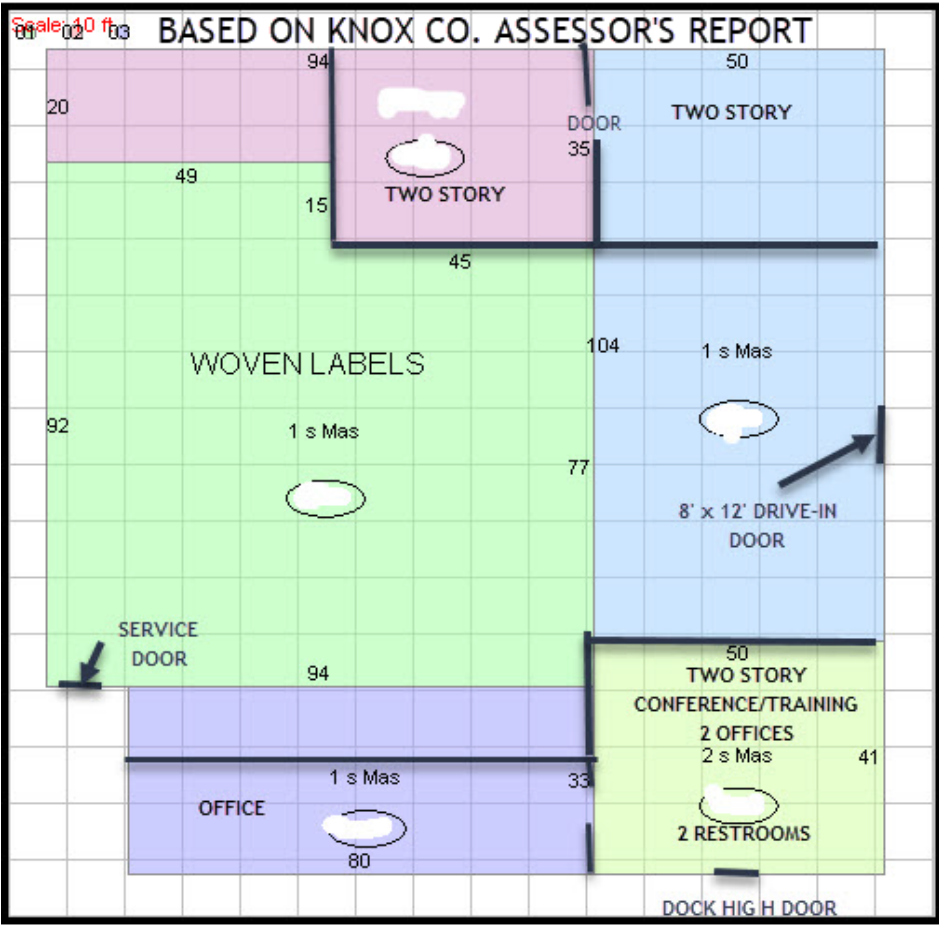 BASED ON KNOX CO. ASSESSOR'S REPORT
Scale: 10 ft
01 02 03
94
50
20
TWO STORY
DOOR
35
49
TWO STORY
15
45
104
1 s Mas
WOVEN LABELS
92
1 s Mas
77
8' x 12' DRIVE-IN
DOOR
SERVICE
DOOR
94
50
TWO STORY
CONFERENCE/TRAINING
2 OFFICES
2 s Mas
41
1 s Mas
33
OFFICE
2 RESTROOMS
80
DOCK HIGH DOOR